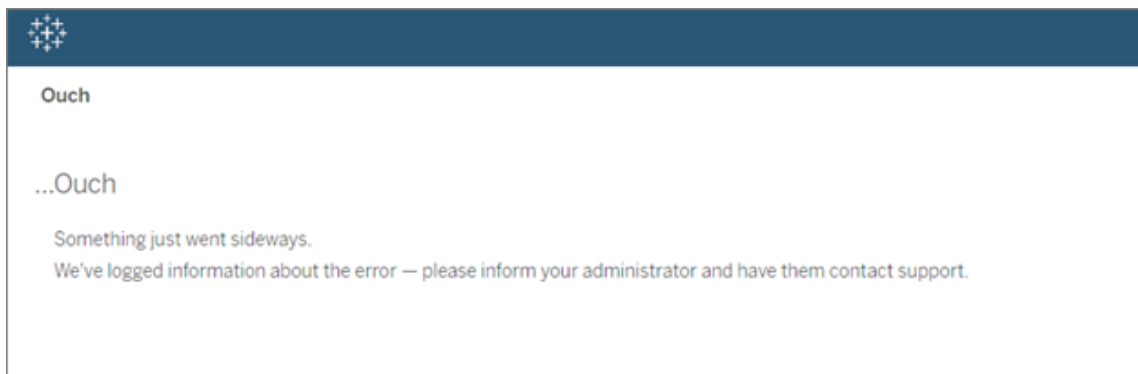 Ouch
...Ouch
Something just went sideways.
We've logged information about the error — please inform your administrator and have them contact support.